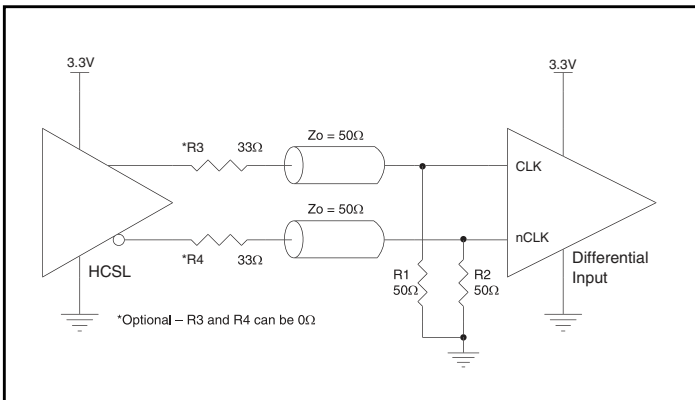 3.3V
3.3V
*R3 33Ω
Zo = 50Ω
CLK
Zo = 50Ω
nCLK
*R4 33Ω
HCSL
R1
50Ω
R2
50Ω
Differential
Input
*Optional – R3 and R4 can be 0Ω